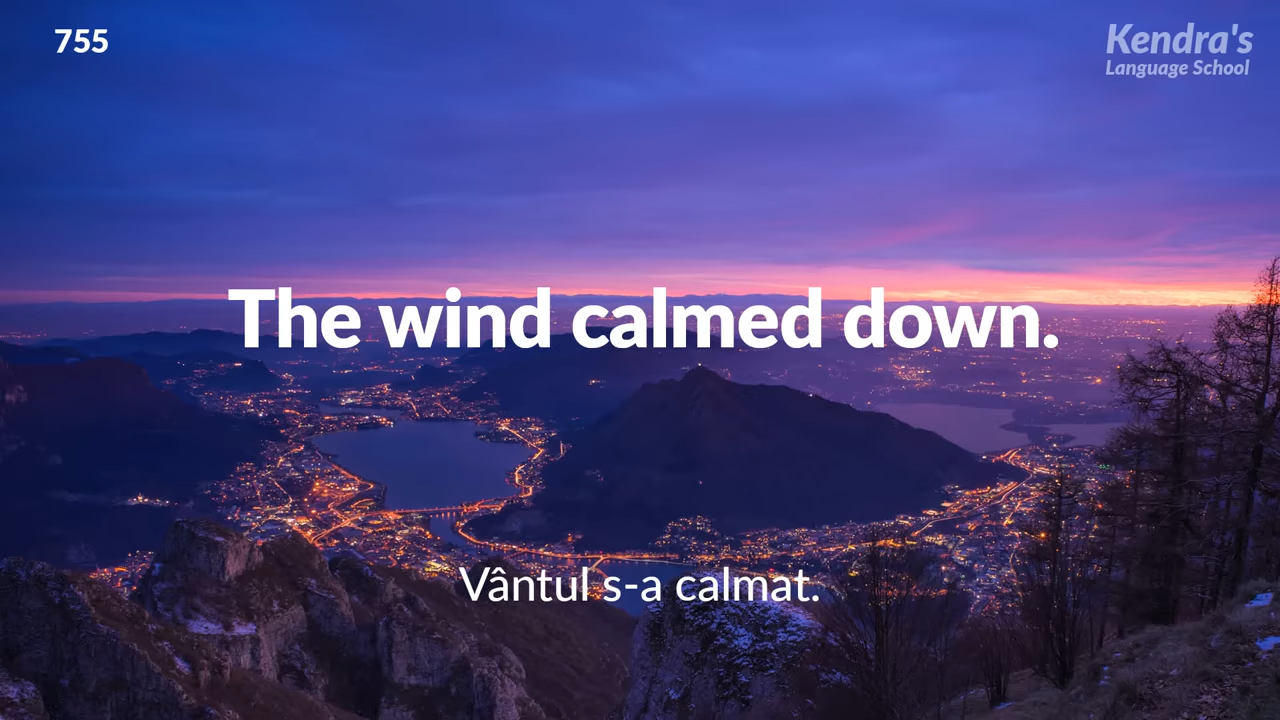 755
Kendra's
Language School
The wind calmed down.
Vântul s-a calmat.